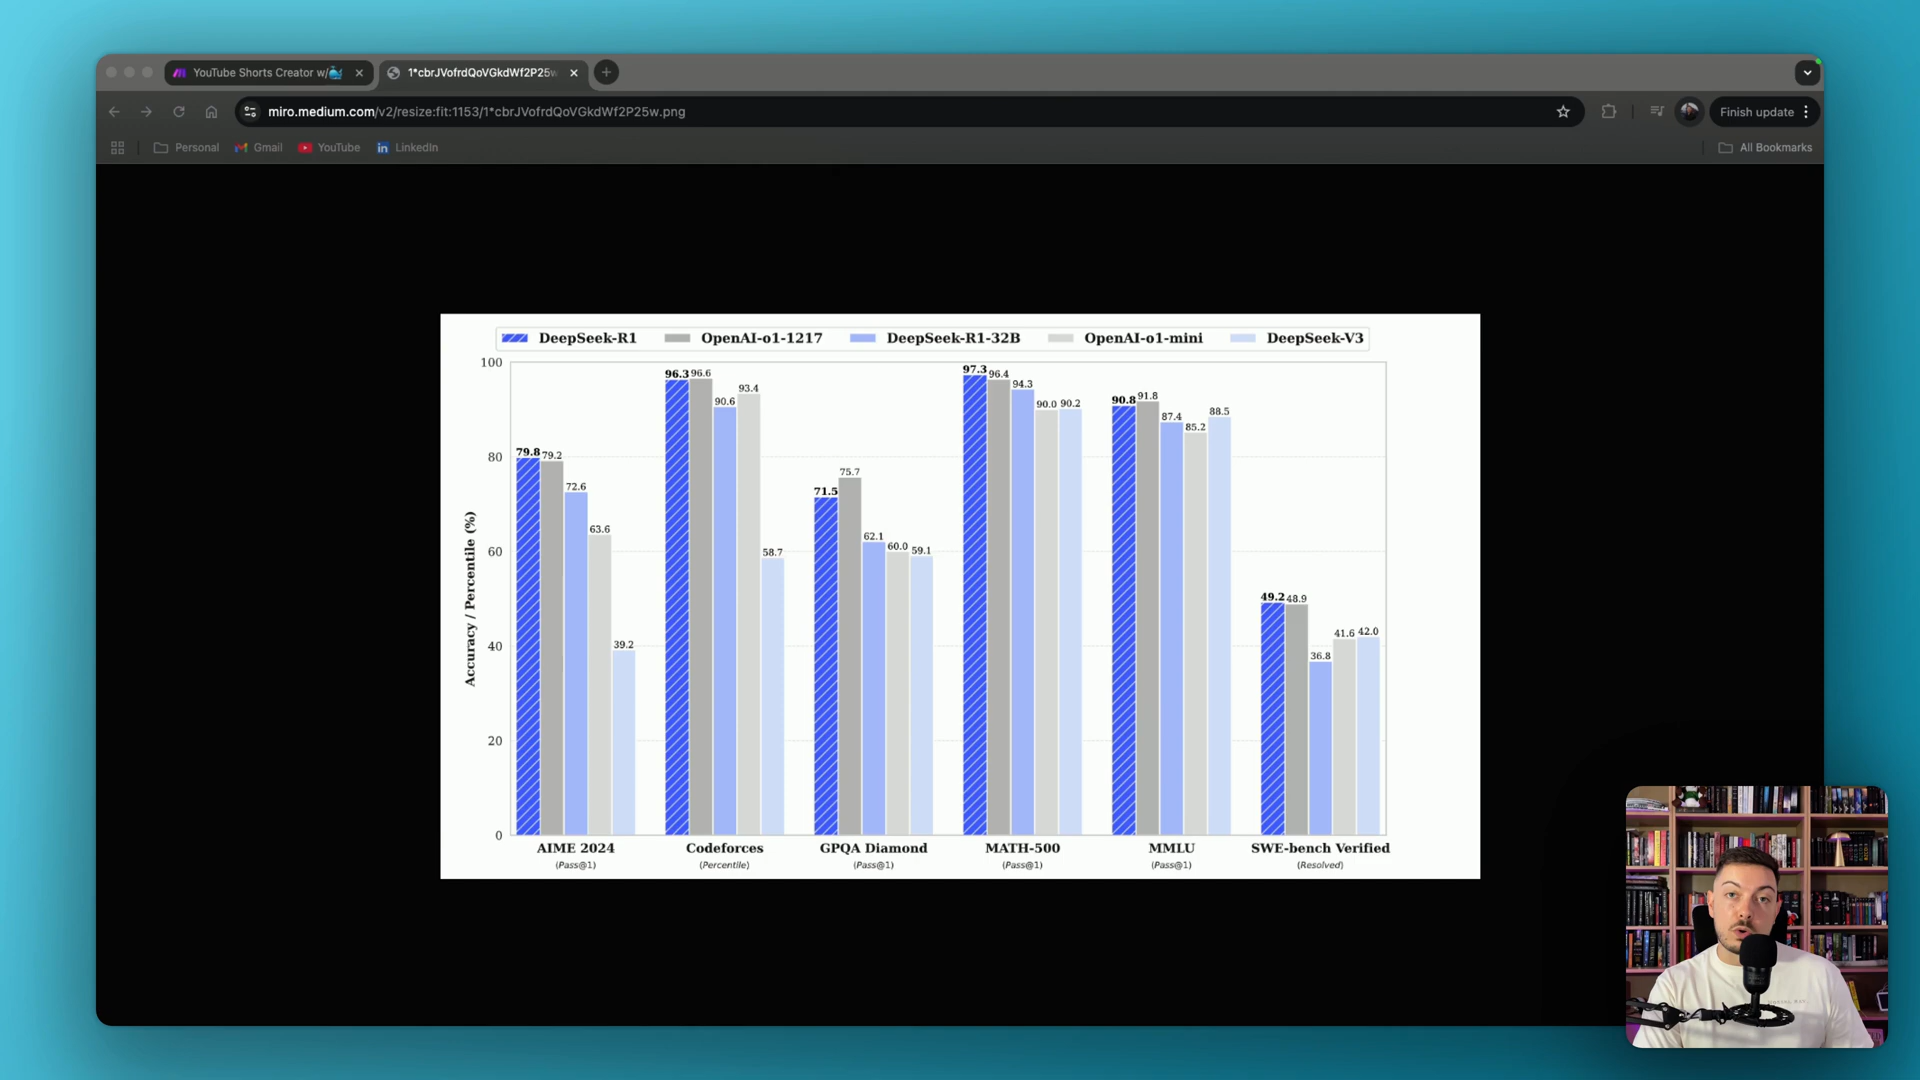 YouTube Shorts Creator w/🐳
1*cbrJVofrdQoVGkdWf2P25w
miro.medium.com/v2/resize:fit:1153/1*cbrJVofrdQoVGkdWf2P25w.png
Finish update
Personal
Gmail
YouTube
LinkedIn
All Bookmarks
DeepSeek-R1 OpenAI-o1-1217 DeepSeek-R1-32B OpenAI-o1-mini DeepSeek-V3
Accuracy / Percentile (%)
100
80
60
40
20
0
79.8 79.2 72.6 63.6 39.2
96.3 96.6 90.6 93.4 58.7
71.5 75.7 62.1 60.0 59.1
97.3 96.4 94.3 90.0 90.2
90.8 91.8 87.4 85.2 88.5
49.2 48.9 36.8 41.6 42.0
AIME 2024
(Pass@1)
Codeforces
(Percentile)
GPQA Diamond
(Pass@1)
MATH-500
(Pass@1)
MMLU
(Pass@1)
SWE-bench Verified
(Resolved)